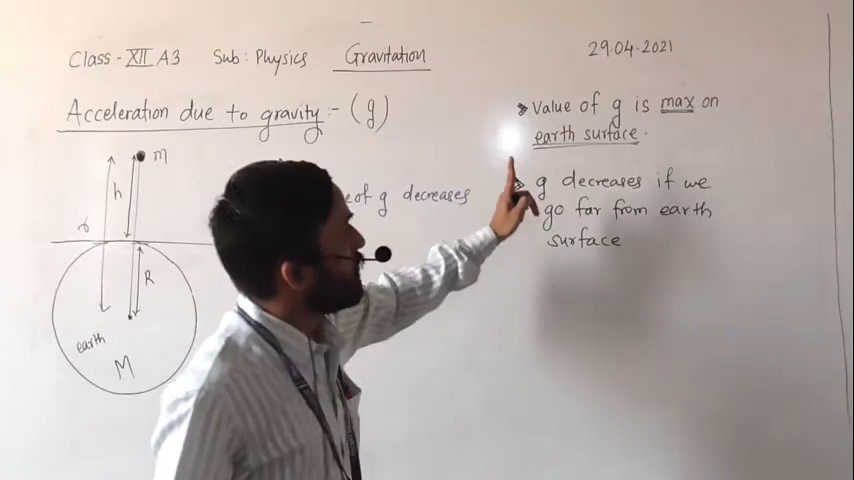 Class - XII A3 Sub: Physics Gravitation
29.04.2021
Acceleration due to gravity:- (g)
m
h
r
R
earth
M
of g decreases
» Value of g is max on
earth surface.
» g decreases if we
go far from earth
surface